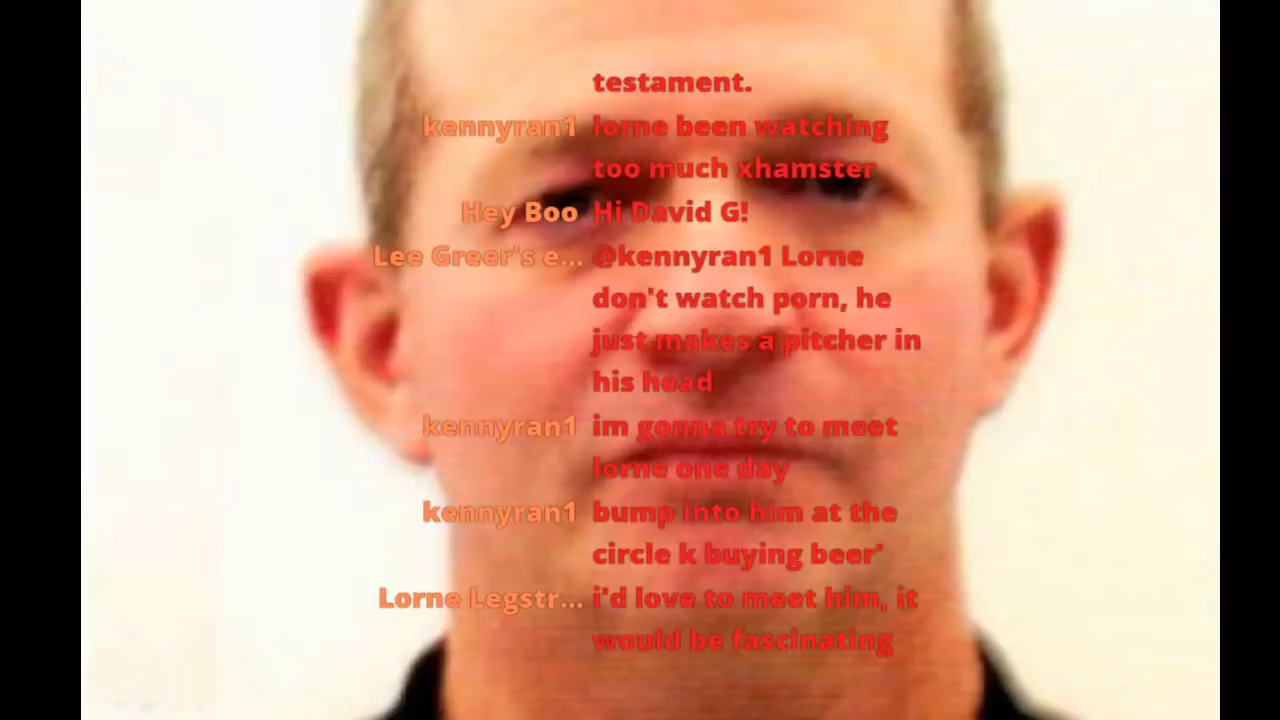 testament.
kennyran1 lorne been watching
too much xhamster
Hey Boo Hi David G!
Lee Greer's e... @kennyran1 Lorne
don't watch porn, he
just makes a pitcher in
his head
kennyran1 im gonna try to meet
lorne one day
kennyran1 bump into him at the
circle k buying beer'
Lorne Legstr... i'd love to meet him, it
would be fascinating